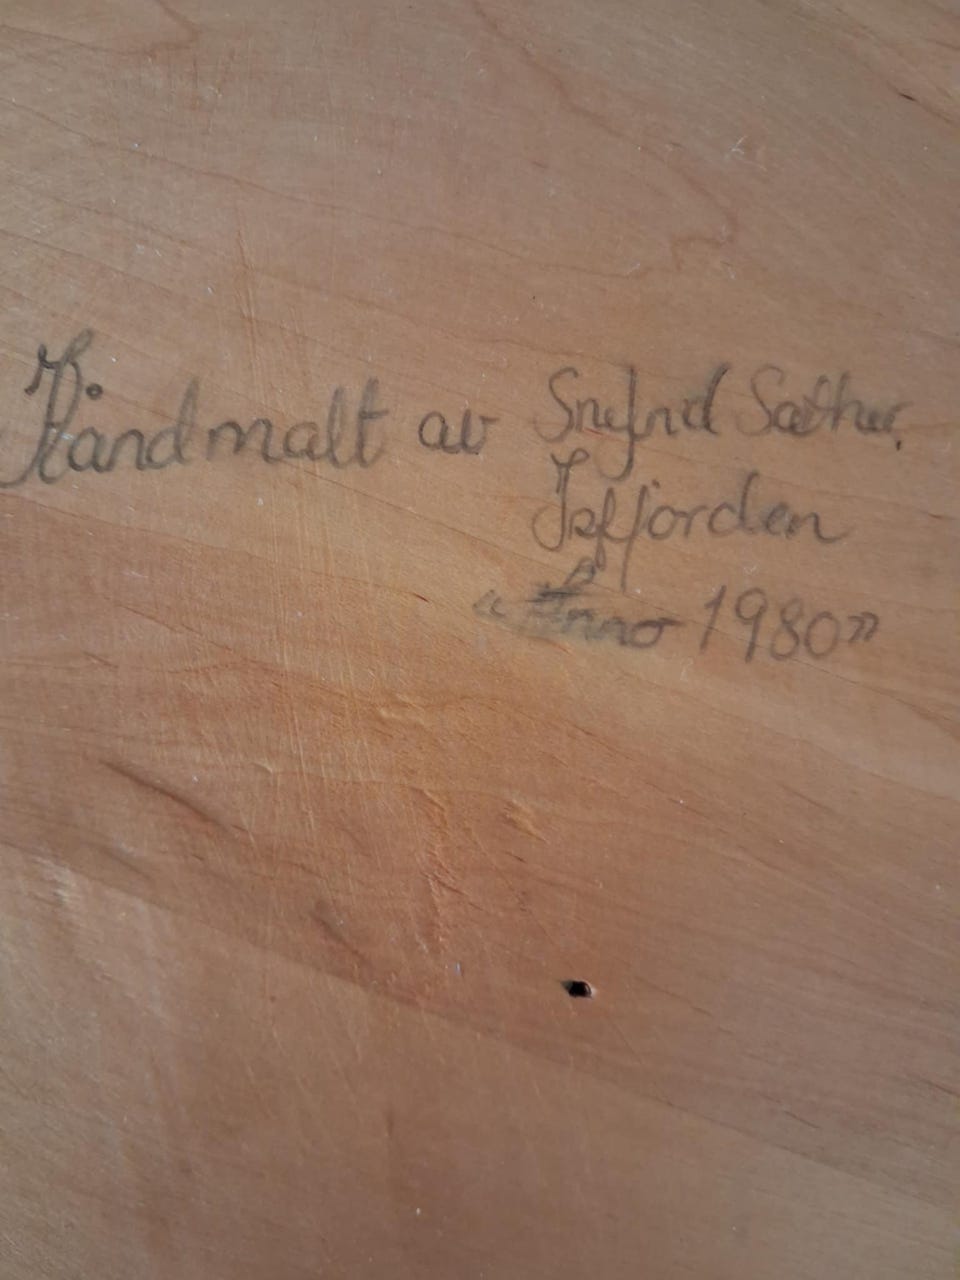 Håndmalt av Snefrid Sæther,
Isfjorden
"Anno 1980"